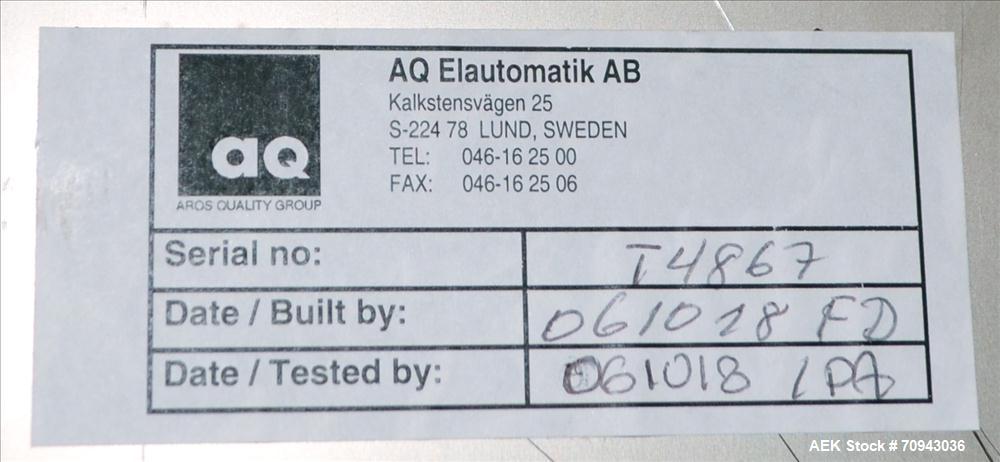 aQ
AROS QUALITY GROUP
AQ Elautomatik AB
Kalkstensvägen 25
S-224 78 LUND, SWEDEN
TEL: 046-16 25 00
FAX: 046-16 25 06
Serial no: T4867
Date / Built by: 061018 FD
Date / Tested by: 061018 LPA
AEK Stock # 70943036